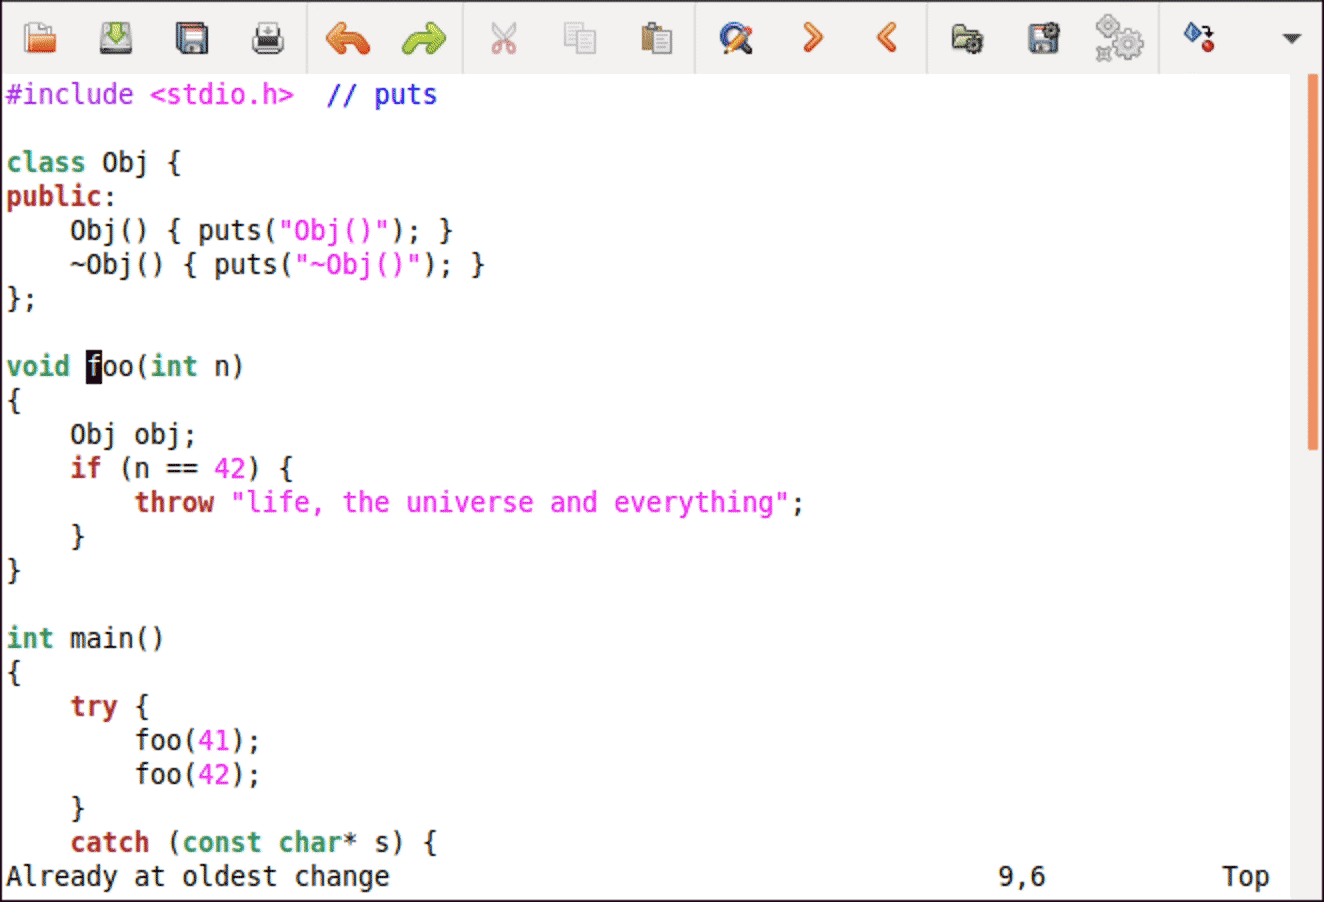 #include <stdio.h>  // puts

class Obj {
public:
    Obj() { puts("Obj()"); }
    ~Obj() { puts("~Obj()"); }
};

void foo(int n)
{
    Obj obj;
    if (n == 42) {
        throw "life, the universe and everything";
    }
}

int main()
{
    try {
        foo(41);
        foo(42);
    }
    catch (const char* s) {
Already at oldest change 9,6 Top